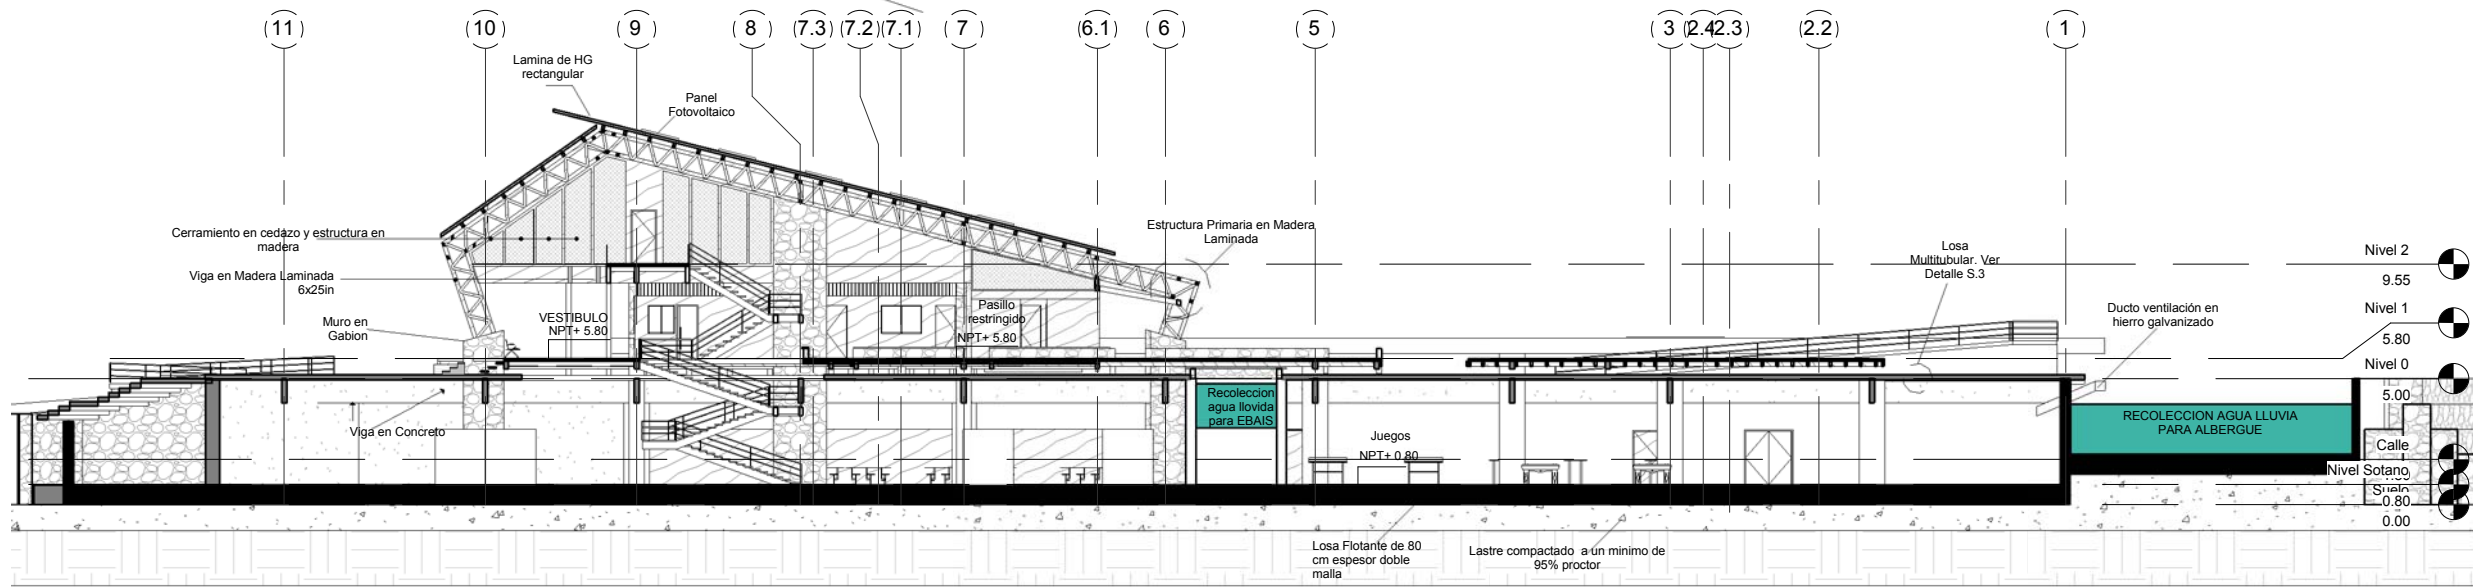 11
10
9
8
7.3
7.2
7.1
7
6.1
6
5
3
2.4
2.3
2.2
1
Lamina de HG
rectangular
Panel
Fotovoltaico
Cerramiento en cedazo y estructura en
madera
Viga en Madera Laminada
6x25in
Muro en
Gabion
VESTIBULO
NPT+ 5.80
Pasillo
restringido
NPT+ 5.80
Estructura Primaria en Madera
Laminada
Losa
Multitubular. Ver
Detalle S.3
Ducto ventilación en
hierro galvanizado
Nivel 2
9.55
Nivel 1
5.80
Nivel 0
5.00
Viga en Concreto
Recoleccion
agua llovida
para EBAIS
Juegos
NPT+ 0.80
RECOLECCION AGUA LLUVIA
PARA ALBERGUE
Calle
Nivel Sotano
Suelo
0.80
0.00
Losa Flotante de 80
cm espesor doble
malla
Lastre compactado a un minimo de
95% proctor